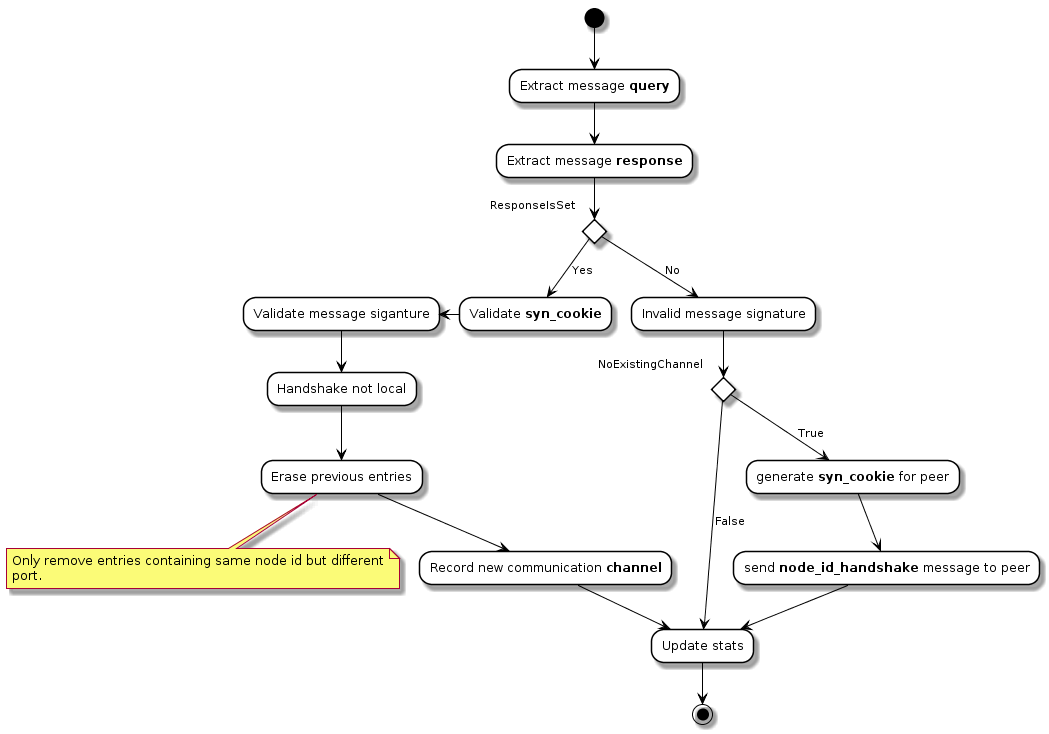 Extract message query
Extract message response
ResponseIsSet
Yes
No
Validate message siganture
Validate syn_cookie
Invalid message signature
NoExistingChannel
Handshake not local
True
Erase previous entries
generate syn_cookie for peer
False
Only remove entries containing same node id but different
port.
Record new communication channel
send node_id_handshake message to peer
Update stats